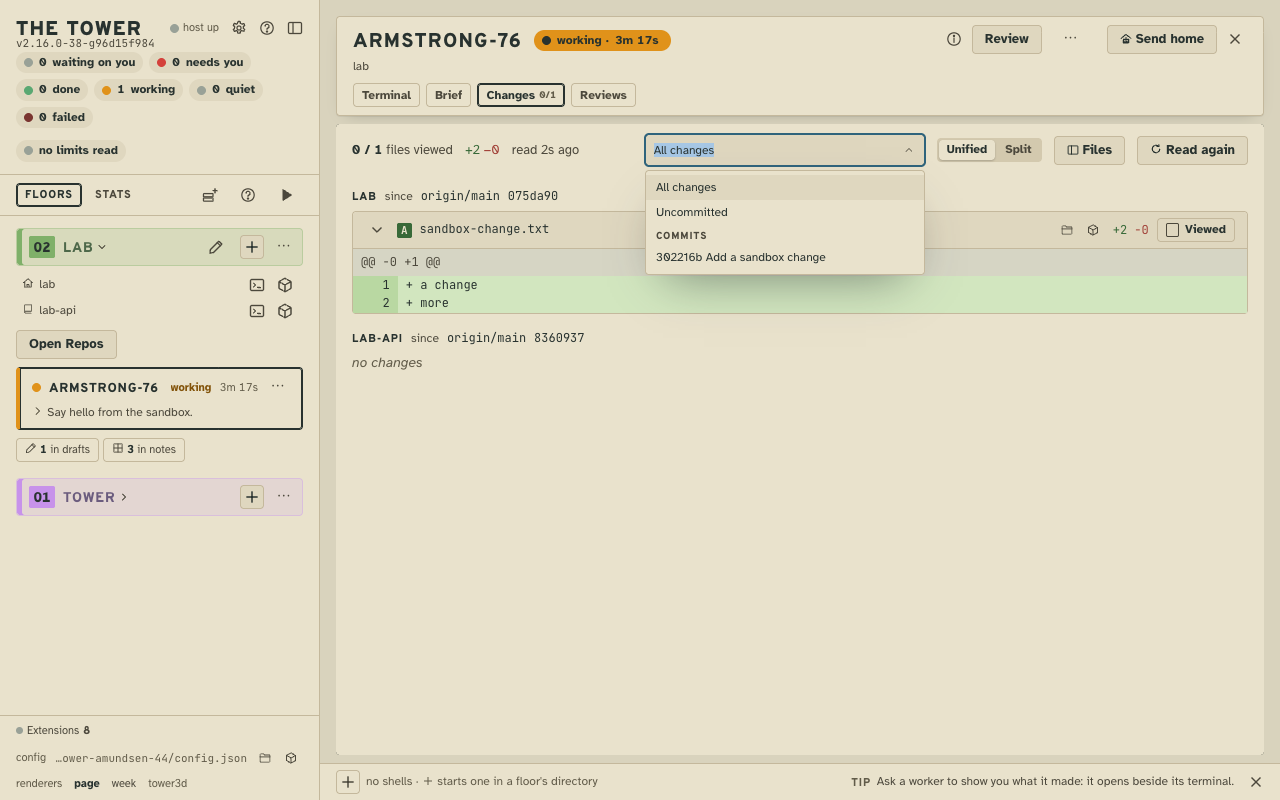 THE TOWER
host up
v2.16.0-38-g96d15f984
0 waiting on you
0 needs you
0 done
1 working
0 quiet
0 failed
no limits read
FLOORS
STATS
02 LAB
lab
lab-api
Open Repos
ARMSTRONG-76 working 3m 17s ...
Say hello from the sandbox.
1 in drafts
3 in notes
01 TOWER
Extensions 8
config …ower-amundsen-44/config.json
renderers page week tower3d
ARMSTRONG-76
working · 3m 17s
Review
...
Send home
lab
Terminal
Brief
Changes 0/1
Reviews
0 / 1 files viewed +2 −0 read 2s ago
All changes
Unified
Split
Files
Read again
All changes
Uncommitted
COMMITS
302216b Add a sandbox change
LAB since origin/main 075da90
A sandbox-change.txt
+2 -0
Viewed
@@ -0 +1 @@
1 + a change
2 + more
LAB-API since origin/main 8360937
no changes
no shells · + starts one in a floor's directory
TIP Ask a worker to show you what it made: it opens beside its terminal.